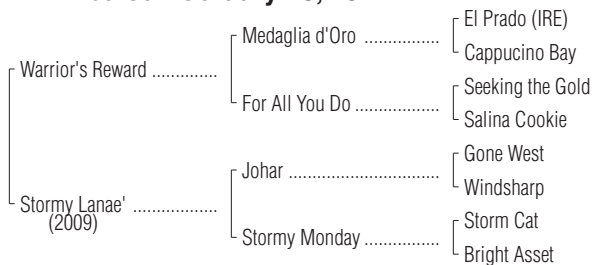 El Prado (IRE)
Medaglia d'Oro ...............
Cappucino Bay
Warrior's Reward .............
Seeking the Gold
For All You Do .................
Salina Cookie
Gone West
Johar ..............................
Windsharp
Stormy Lanae' .................
(2009)
Storm Cat
Stormy Monday ...............
Bright Asset